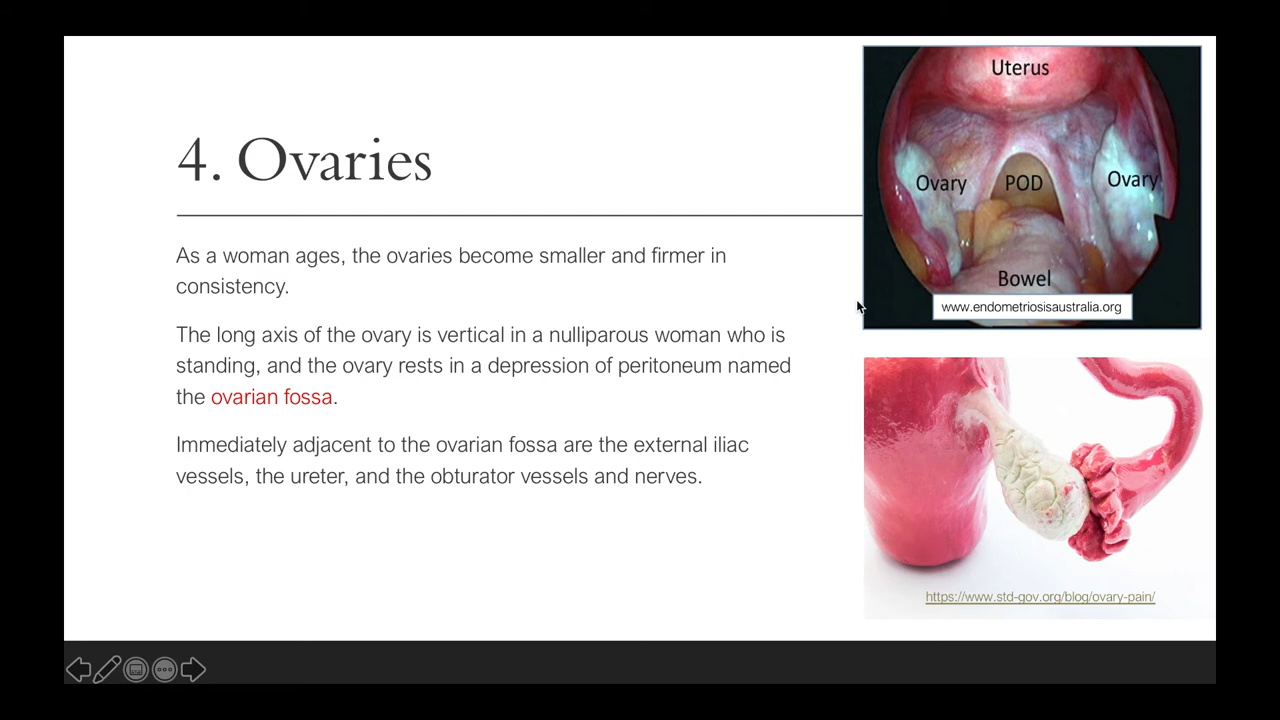 4. Ovaries
As a woman ages, the ovaries become smaller and firmer in
consistency.
The long axis of the ovary is vertical in a nulliparous woman who is
standing, and the ovary rests in a depression of peritoneum named
the ovarian fossa.
Immediately adjacent to the ovarian fossa are the external iliac
vessels, the ureter, and the obturator vessels and nerves.
Uterus
Ovary POD Ovary
Bowel
www.endometriosisaustralia.org
https://www.std-gov.org/blog/ovary-pain/